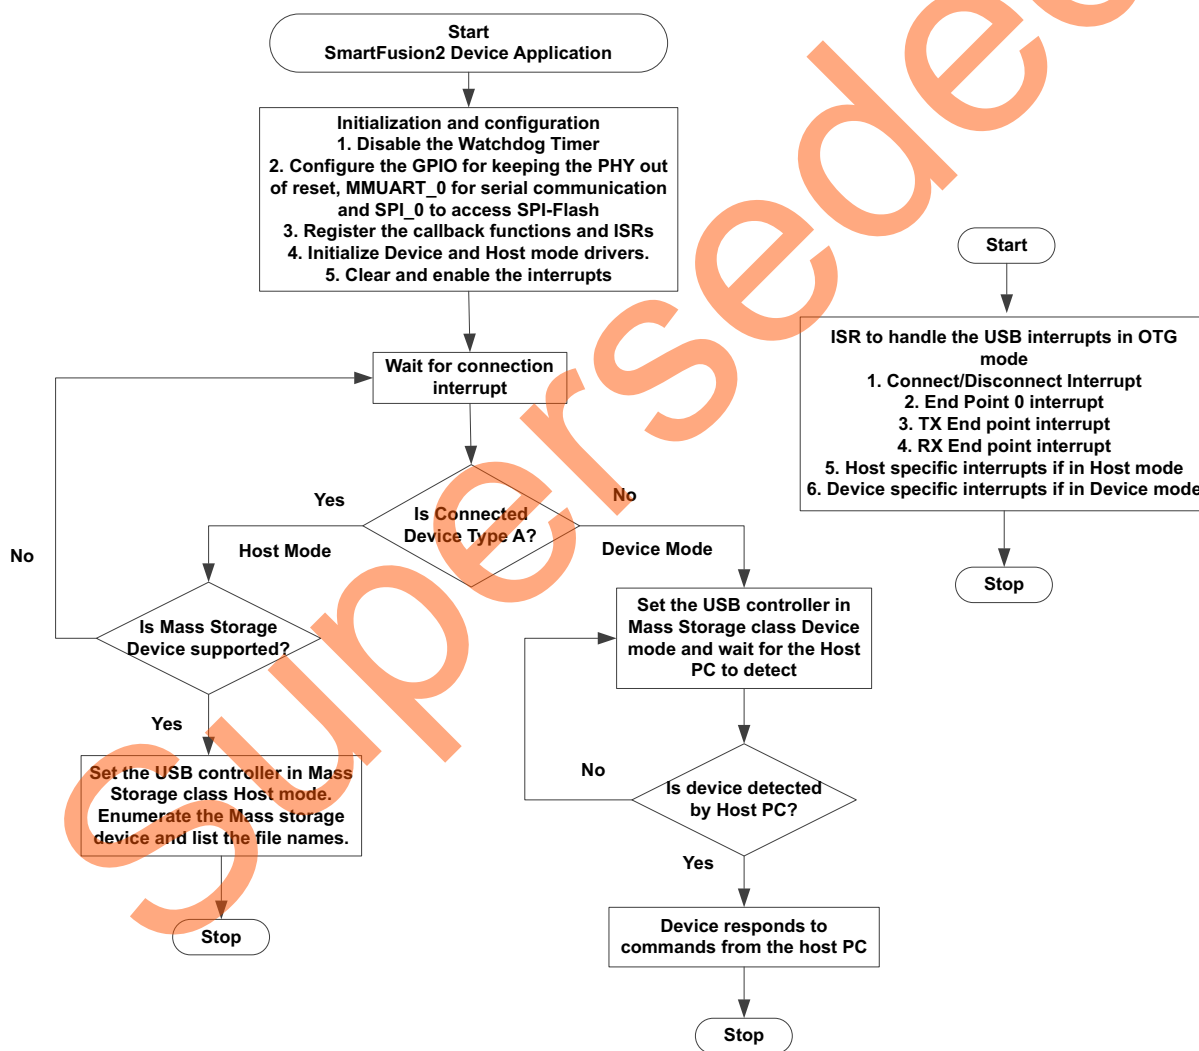 Start
SmartFusion2 Device Application
Initialization and configuration
1. Disable the Watchdog Timer
2. Configure the GPIO for keeping the PHY out
of reset, MMUART_0 for serial communication
and SPI_0 to access SPI-Flash
3. Register the callback functions and ISRs
4. Initialize Device and Host mode drivers.
5. Clear and enable the interrupts
Wait for connection
interrupt
Is Connected
Device Type A?
Yes
No
Host Mode
Device Mode
No
Is Mass Storage
Device supported?
Yes
Set the USB controller in Mass
Storage class Host mode.
Enumerate the Mass storage
device and list the file names.
Stop
Set the USB controller in
Mass Storage class Device
mode and wait for the Host
PC to detect
Is device detected
by Host PC?
No
Yes
Device responds to
commands from the host PC
Stop
Start
ISR to handle the USB interrupts in OTG
mode
1. Connect/Disconnect Interrupt
2. End Point 0 interrupt
3. TX End point interrupt
4. RX End point interrupt
5. Host specific interrupts if in Host mode
6. Device specific interrupts if in Device mode
Stop
Superseded